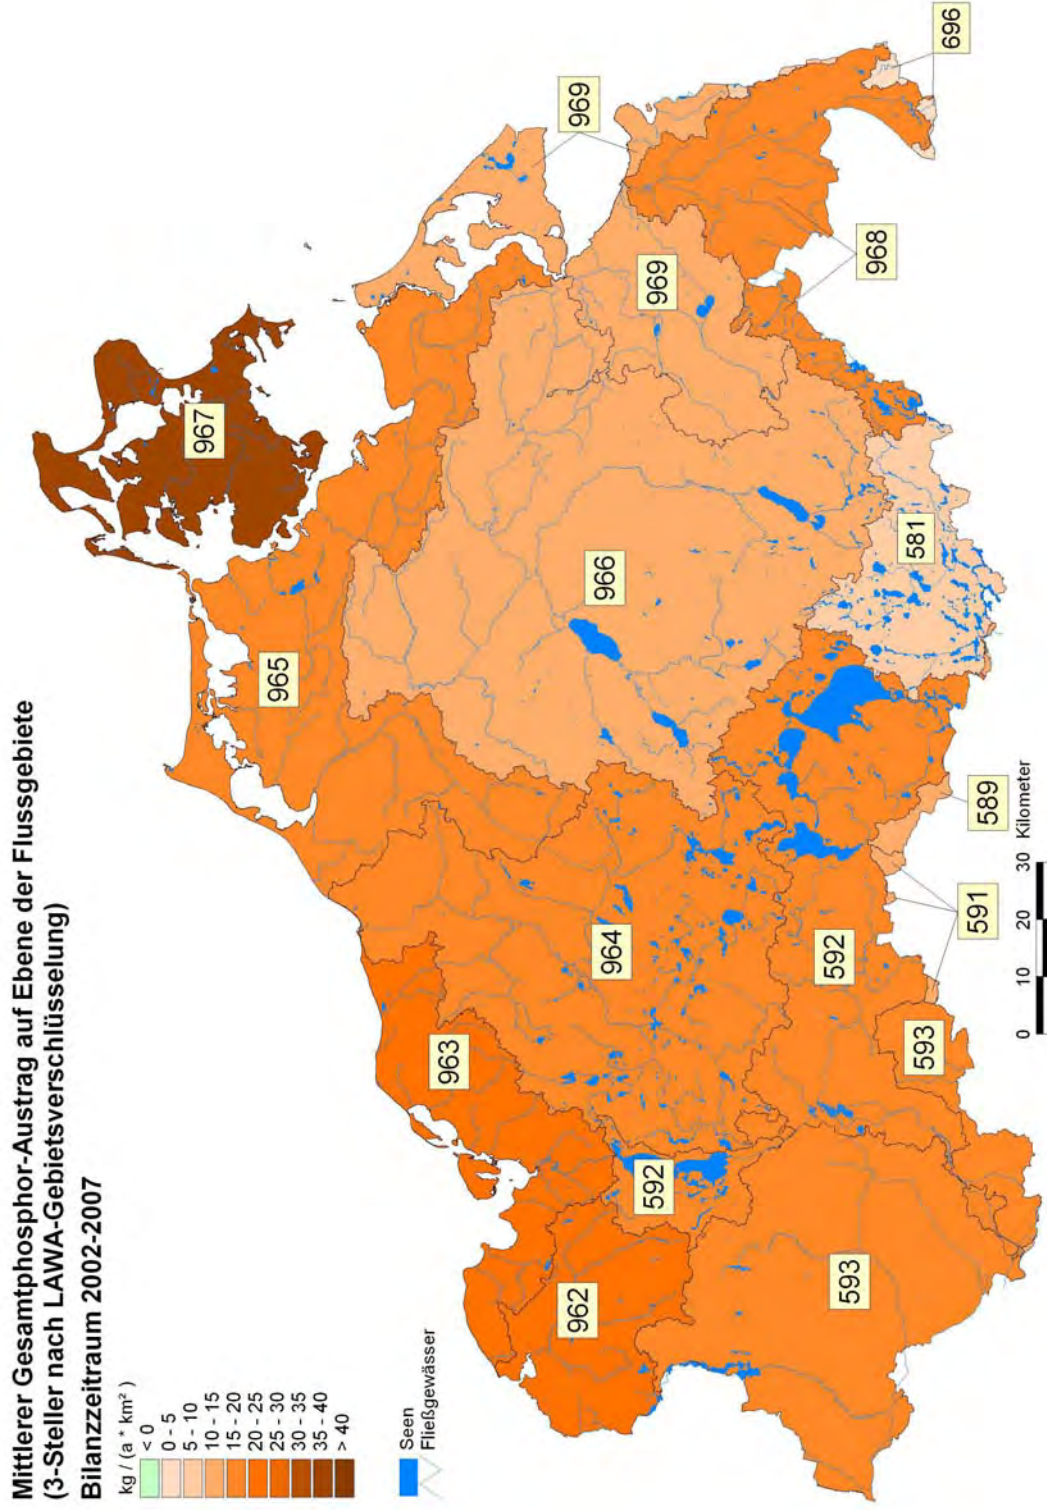 Mittlerer Gesamtphosphor-Austrag auf Ebene der Flussgebiete
(3-Steller nach LAWA-Gebietsverschlüsselung)
Bilanzzeitraum 2002-2007
kg / (a * km² )
< 0
0 - 5
5 - 10
10 - 15
15 - 20
20 - 25
25 - 30
30 - 35
35 - 40
> 40
Seen
Fließgewässer
967
965
963
962
964
966
969
969
968
696
592
592
593
593
581
589
591
0 10 20 30
Kilometer